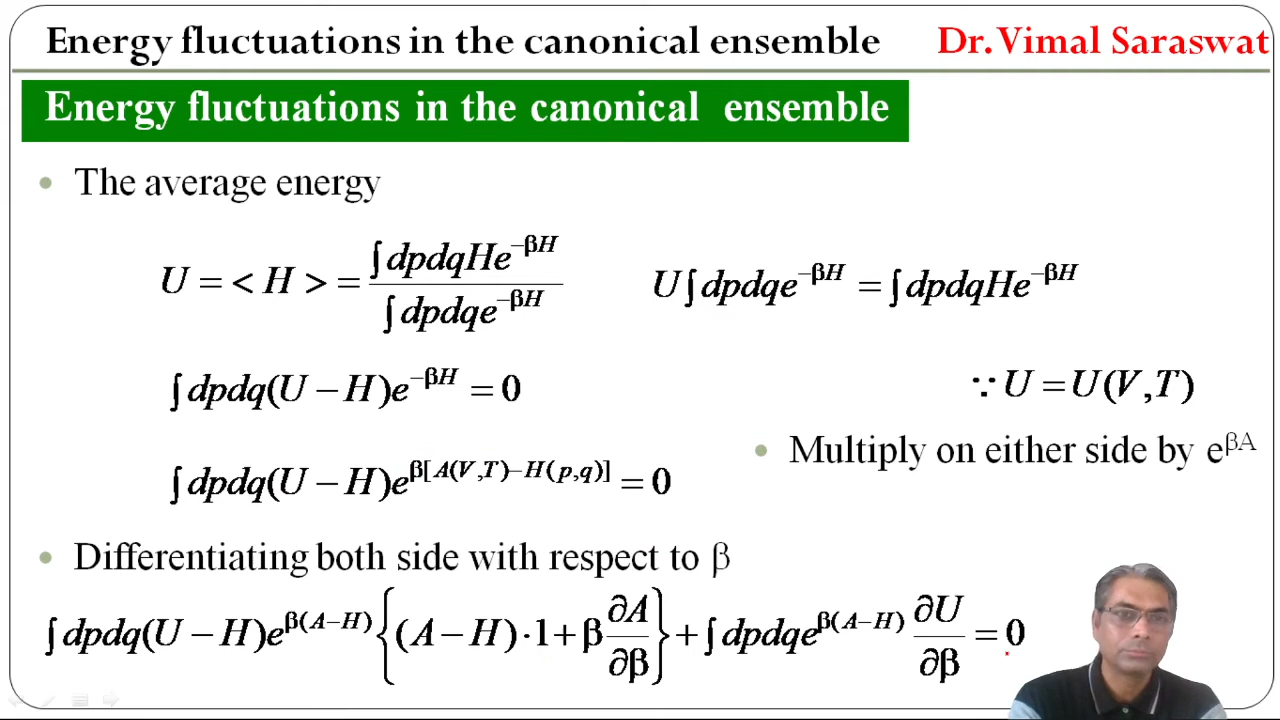 Energy fluctuations in the canonical ensemble Dr. Vimal Saraswat
Energy fluctuations in the canonical ensemble
• The average energy
U = < H > = ∫dpdqHe^{−βH} / ∫dpdqe^{−βH} U∫dpdqe^{−βH} = ∫dpdqHe^{−βH}
∫dpdq(U − H)e^{−βH} = 0 ∵ U = U(V,T)
• Multiply on either side by e^{βA}
∫dpdq(U − H)e^{β[A(V,T)−H(p,q)]} = 0
• Differentiating both side with respect to β
∫dpdq(U − H)e^{β(A−H)} {(A − H)·1 + β ∂A/∂β} + ∫dpdqe^{β(A−H)} ∂U/∂β = 0